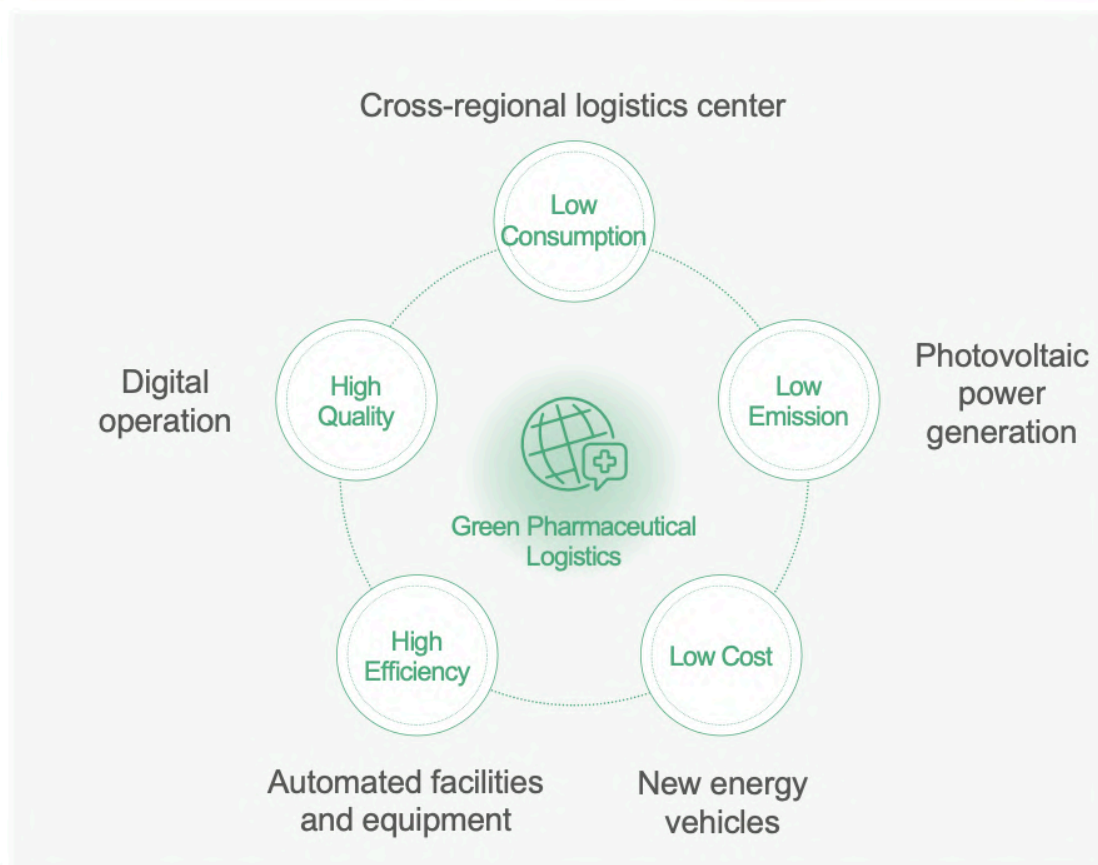 Cross-regional logistics center
Low
Consumption
Digital
operation
High
Quality
Low
Emission
Photovoltaic
power
generation
Green Pharmaceutical
Logistics
High
Efficiency
Low Cost
Automated facilities
and equipment
New energy
vehicles